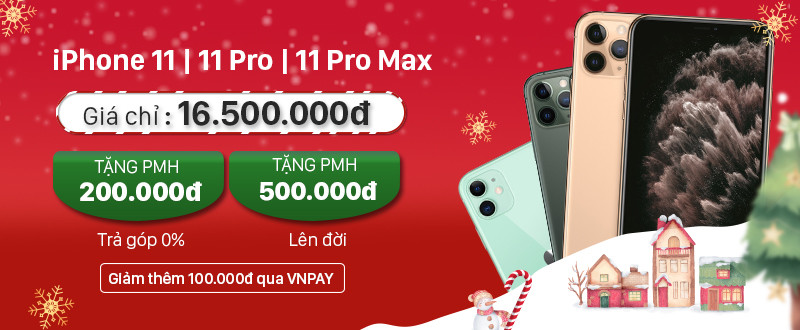 iPhone 11 | 11 Pro | 11 Pro Max
Giá chỉ : 16.500.000đ
TẶNG PMH
200.000đ
Trả góp 0%
TẶNG PMH
500.000đ
Lên đời
Giảm thêm 100.000đ qua VNPAY